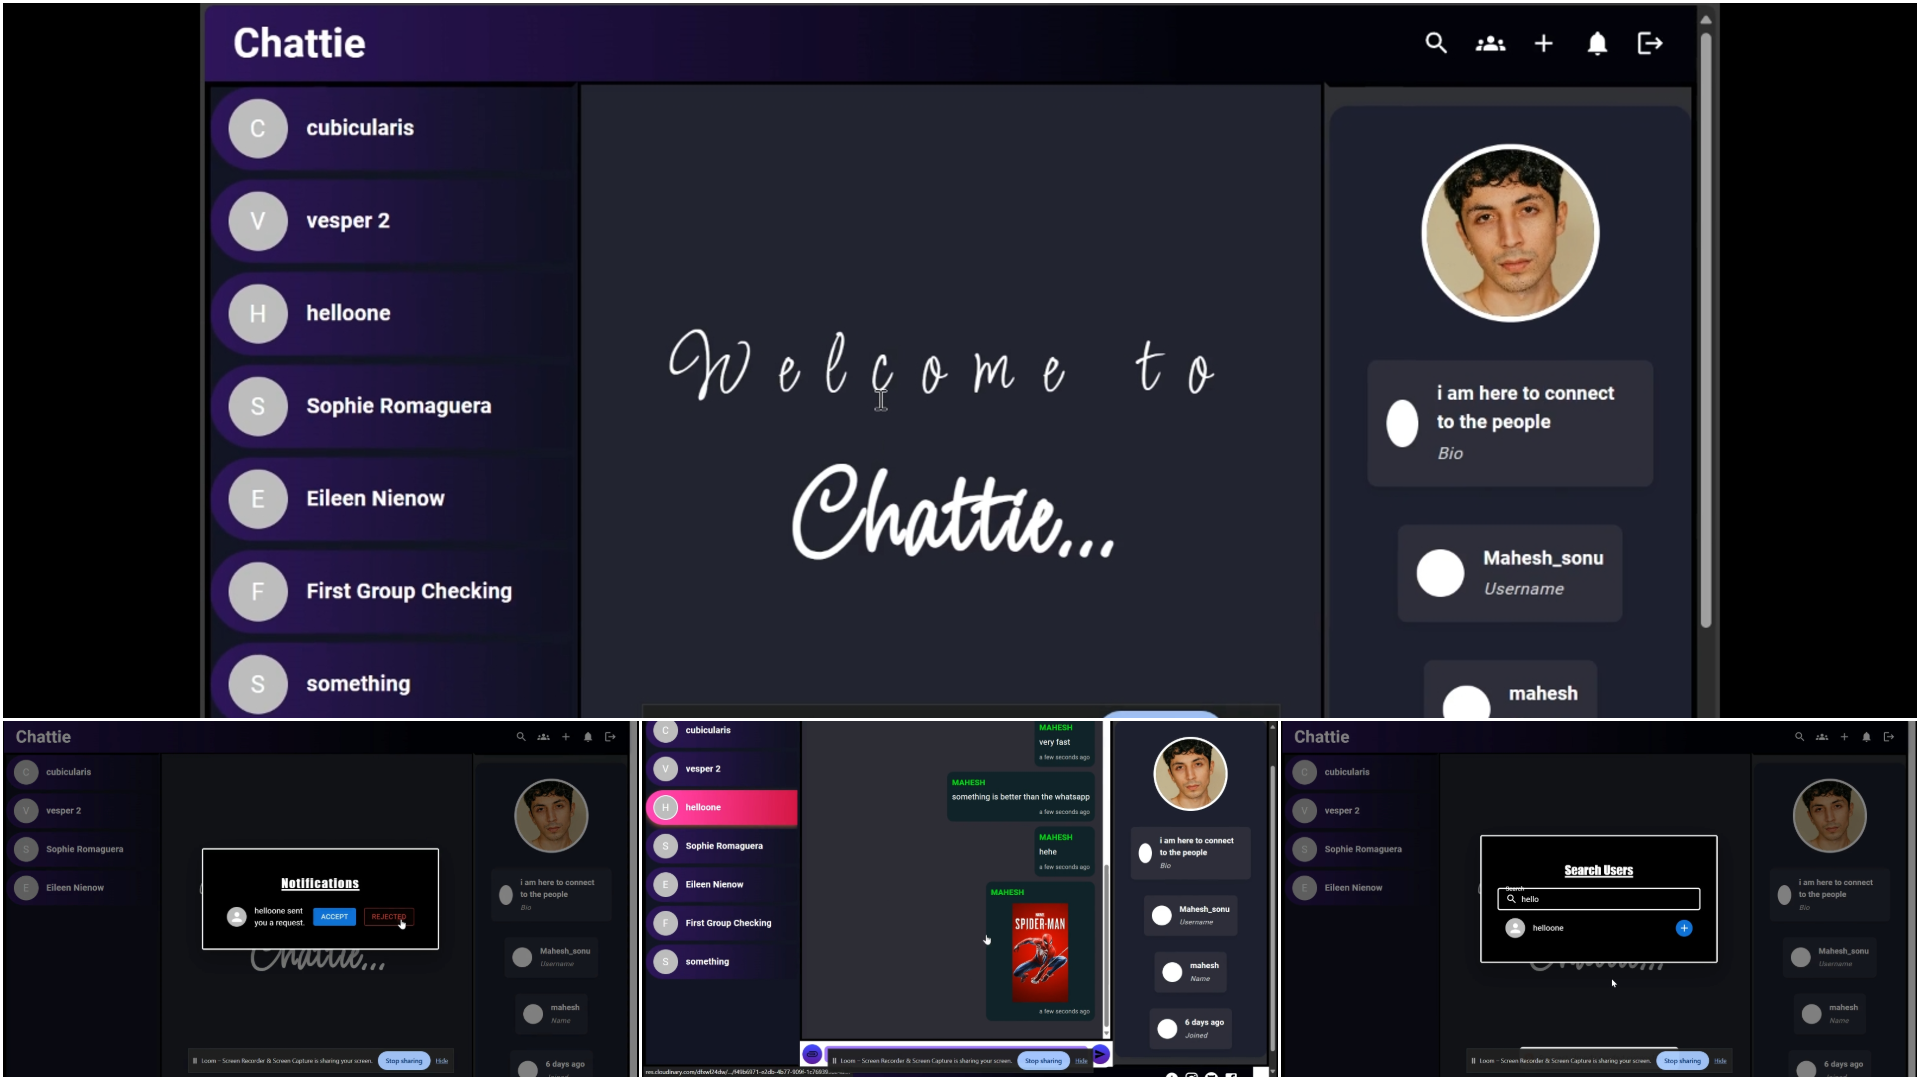 Chattie
C cubicularis
V vesper 2
H helloone
S Sophie Romaguera
E Eileen Nienow
F First Group Checking
S something
Welcome to
Chattie...
i am here to connect
to the people
Bio
Mahesh_sonu
Username
mahesh
Chattie
C cubicularis
V vesper 2
S Sophie Romaguera
E Eileen Nienow
Notifications
helloone sent
you a request.
ACCEPT
REJECTED
Chattie...
i am here to connect
to the people
Bio
Mahesh_sonu
Username
mahesh
Name
6 days ago
Loom – Screen Recorder & Screen Capture is sharing your screen.
Stop sharing
Hide
C cubicularis
V vesper 2
H helloone
S Sophie Romaguera
E Eileen Nienow
F First Group Checking
S something
MAHESH
very fast
a few seconds ago
MAHESH
something is better than the whatsapp
a few seconds ago
MAHESH
hehe
a few seconds ago
MAHESH
MARVEL
SPIDER-MAN
a few seconds ago
i am here to connect
to the people
Bio
Mahesh_sonu
Username
mahesh
Name
6 days ago
Joined
Loom – Screen Recorder & Screen Capture is sharing your screen.
Stop sharing
Hide
Chattie
C cubicularis
V vesper 2
S Sophie Romaguera
E Eileen Nienow
Search Users
Search
hello
helloone
i am here to connect
to the people
Bio
Mahesh_sonu
Username
mahesh
Name
6 days ago
Loom – Screen Recorder & Screen Capture is sharing your screen.
Stop sharing
Hide